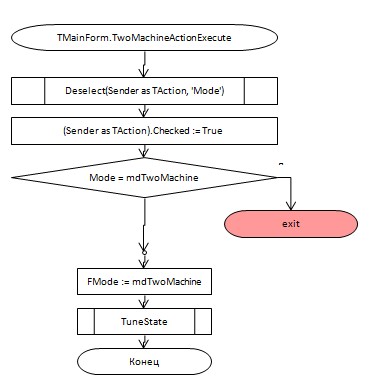 TMainForm.TwoMachineActionExecute
Deselect(Sender as TAction, 'Mode')
(Sender as TAction).Checked := True
Mode = mdTwoMachine
exit
FMode := mdTwoMachine
TuneState
Конец